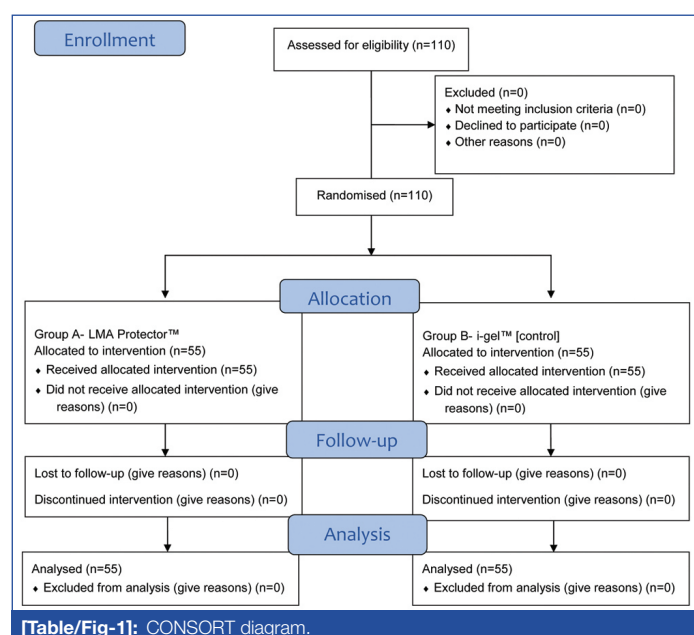 Enrollment
Assessed for eligibility (n=110)
Excluded (n=0)
♦ Not meeting inclusion criteria (n=0)
♦ Declined to participate (n=0)
♦ Other reasons (n=0)
Randomised (n=110)
Allocation
Group A- LMA Protector™
Allocated to intervention (n=55)
♦ Received allocated intervention (n=55)
♦ Did not receive allocated intervention (give
reasons) (n=0)
Group B- i-gel™ [control]
Allocated to intervention (n=55)
♦ Received allocated intervention (n=55)
♦ Did not receive allocated intervention (give
reasons) (n=0)
Follow-up
Lost to follow-up (give reasons) (n=0)
Discontinued intervention (give reasons) (n=0)
Lost to follow-up (give reasons) (n=0)
Discontinued intervention (give reasons) (n=0)
Analysis
Analysed (n=55)
♦ Excluded from analysis (give reasons) (n=0)
Analysed (n=55)
♦ Excluded from analysis (give reasons) (n=0)
[Table/Fig-1]: CONSORT diagram.